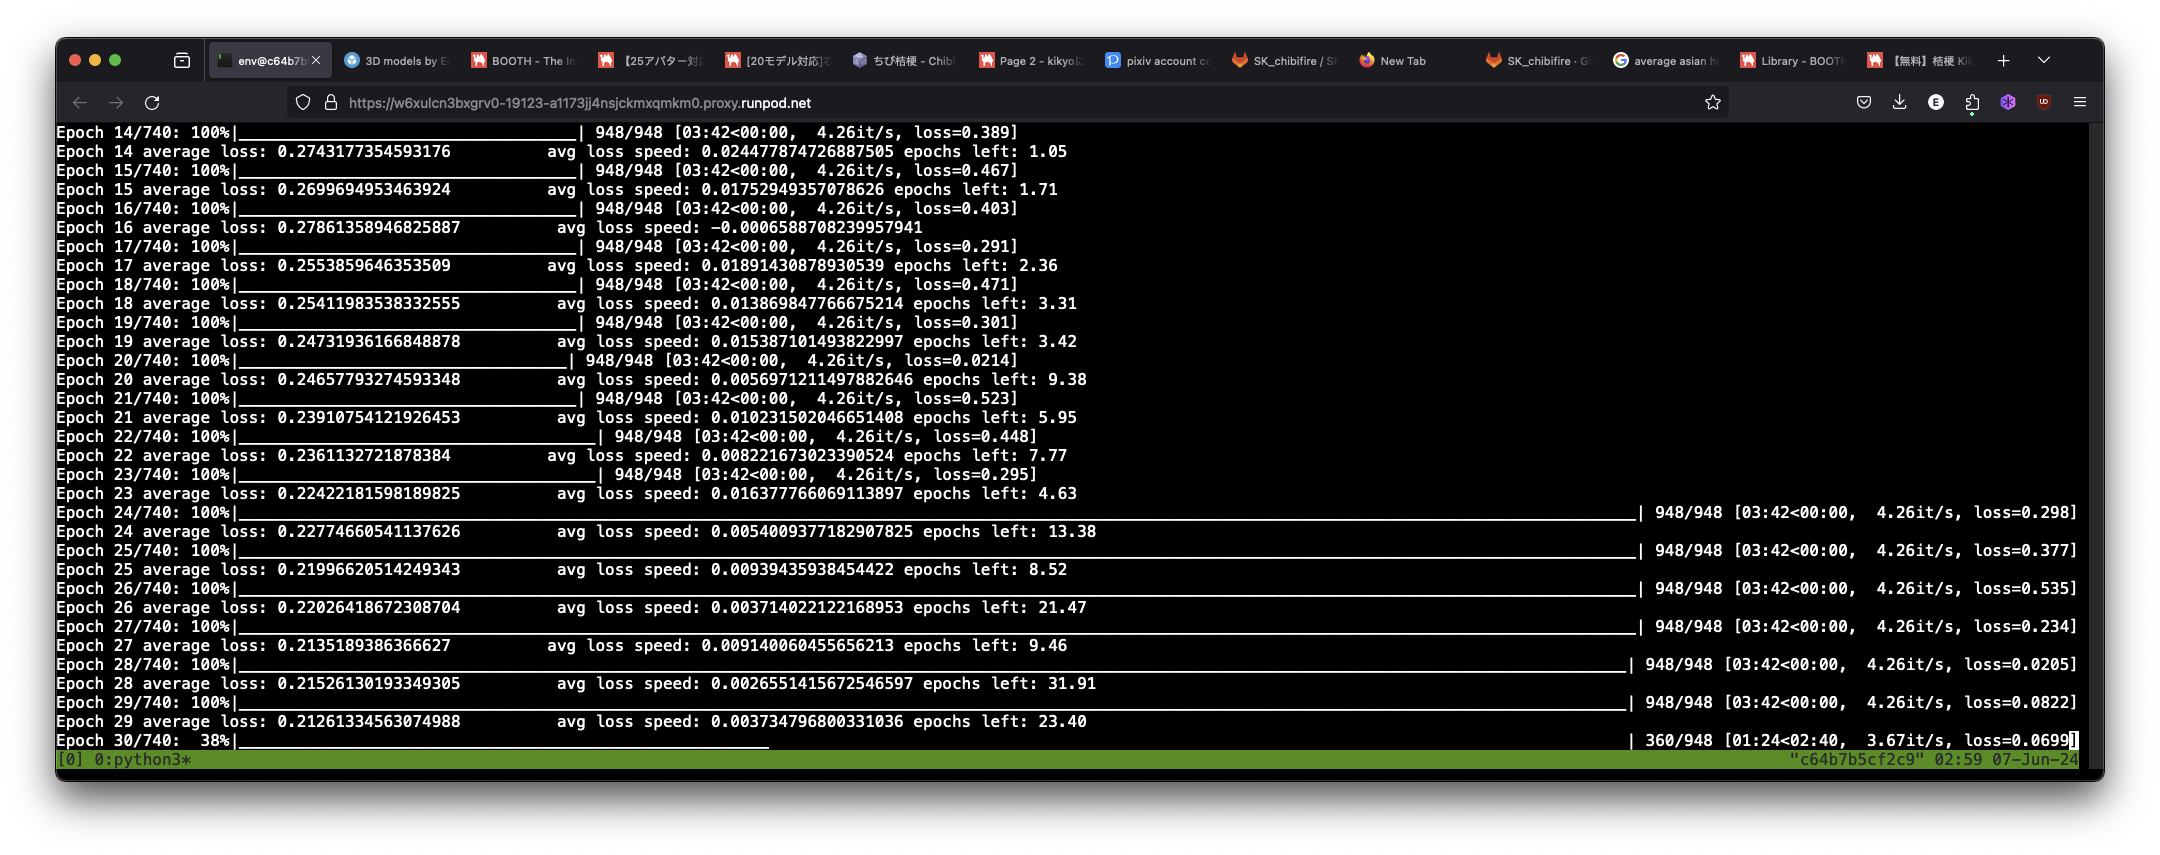 env@c64b7b
3D models by E
BOOTH - The In
【25アバター対応
[20モデル対応]
ちび桔梗 - Chibi
Page 2 - kikyo
pixiv account c
SK_chibifire / S
New Tab
SK_chibifire · G
average asian h
Library - BOOTH
【無料】桔梗 Kik
https://w6xulcn3bxgrv0-19123-a1173jj4nsjckmxqmkm0.proxy.runpod.net
Epoch 14/740: 100%| | 948/948 [03:42<00:00, 4.26it/s, loss=0.389]
Epoch 14 average loss: 0.2743177354593176 avg loss speed: 0.024477874726887505 epochs left: 1.05
Epoch 15/740: 100%| | 948/948 [03:42<00:00, 4.26it/s, loss=0.467]
Epoch 15 average loss: 0.2699694953463924 avg loss speed: 0.01752949357078626 epochs left: 1.71
Epoch 16/740: 100%| | 948/948 [03:42<00:00, 4.26it/s, loss=0.403]
Epoch 16 average loss: 0.27861358946825887 avg loss speed: -0.0006588708239957941
Epoch 17/740: 100%| | 948/948 [03:42<00:00, 4.26it/s, loss=0.291]
Epoch 17 average loss: 0.2553859646353509 avg loss speed: 0.01891430878930539 epochs left: 2.36
Epoch 18/740: 100%| | 948/948 [03:42<00:00, 4.26it/s, loss=0.471]
Epoch 18 average loss: 0.25411983538332555 avg loss speed: 0.013869847766675214 epochs left: 3.31
Epoch 19/740: 100%| | 948/948 [03:42<00:00, 4.26it/s, loss=0.301]
Epoch 19 average loss: 0.24731936166848878 avg loss speed: 0.015387101493822997 epochs left: 3.42
Epoch 20/740: 100%| | 948/948 [03:42<00:00, 4.26it/s, loss=0.0214]
Epoch 20 average loss: 0.24657793274593348 avg loss speed: 0.0056971211497882646 epochs left: 9.38
Epoch 21/740: 100%| | 948/948 [03:42<00:00, 4.26it/s, loss=0.523]
Epoch 21 average loss: 0.23910754121926453 avg loss speed: 0.010231502046651408 epochs left: 5.95
Epoch 22/740: 100%| | 948/948 [03:42<00:00, 4.26it/s, loss=0.448]
Epoch 22 average loss: 0.2361132721878384 avg loss speed: 0.008221673023390524 epochs left: 7.77
Epoch 23/740: 100%| | 948/948 [03:42<00:00, 4.26it/s, loss=0.295]
Epoch 23 average loss: 0.22422181598189825 avg loss speed: 0.016377766069113897 epochs left: 4.63
Epoch 24/740: 100%| | 948/948 [03:42<00:00, 4.26it/s, loss=0.298]
Epoch 24 average loss: 0.22774660541137626 avg loss speed: 0.0054009377182907825 epochs left: 13.38
Epoch 25/740: 100%| | 948/948 [03:42<00:00, 4.26it/s, loss=0.377]
Epoch 25 average loss: 0.21996620514249343 avg loss speed: 0.00939435938454422 epochs left: 8.52
Epoch 26/740: 100%| | 948/948 [03:42<00:00, 4.26it/s, loss=0.535]
Epoch 26 average loss: 0.22026418672308704 avg loss speed: 0.003714022122168953 epochs left: 21.47
Epoch 27/740: 100%| | 948/948 [03:42<00:00, 4.26it/s, loss=0.234]
Epoch 27 average loss: 0.2135189386366627 avg loss speed: 0.009140060455656213 epochs left: 9.46
Epoch 28/740: 100%| | 948/948 [03:42<00:00, 4.26it/s, loss=0.0205]
Epoch 28 average loss: 0.21526130193349305 avg loss speed: 0.0026551415672546597 epochs left: 31.91
Epoch 29/740: 100%| | 948/948 [03:42<00:00, 4.26it/s, loss=0.0822]
Epoch 29 average loss: 0.21261334563074988 avg loss speed: 0.003734796800331036 epochs left: 23.40
Epoch 30/740: 38%| | 360/948 [01:24<02:40, 3.67it/s, loss=0.0699]
[0] 0:python3* "c64b7b5cf2c9" 02:59 07-Jun-24